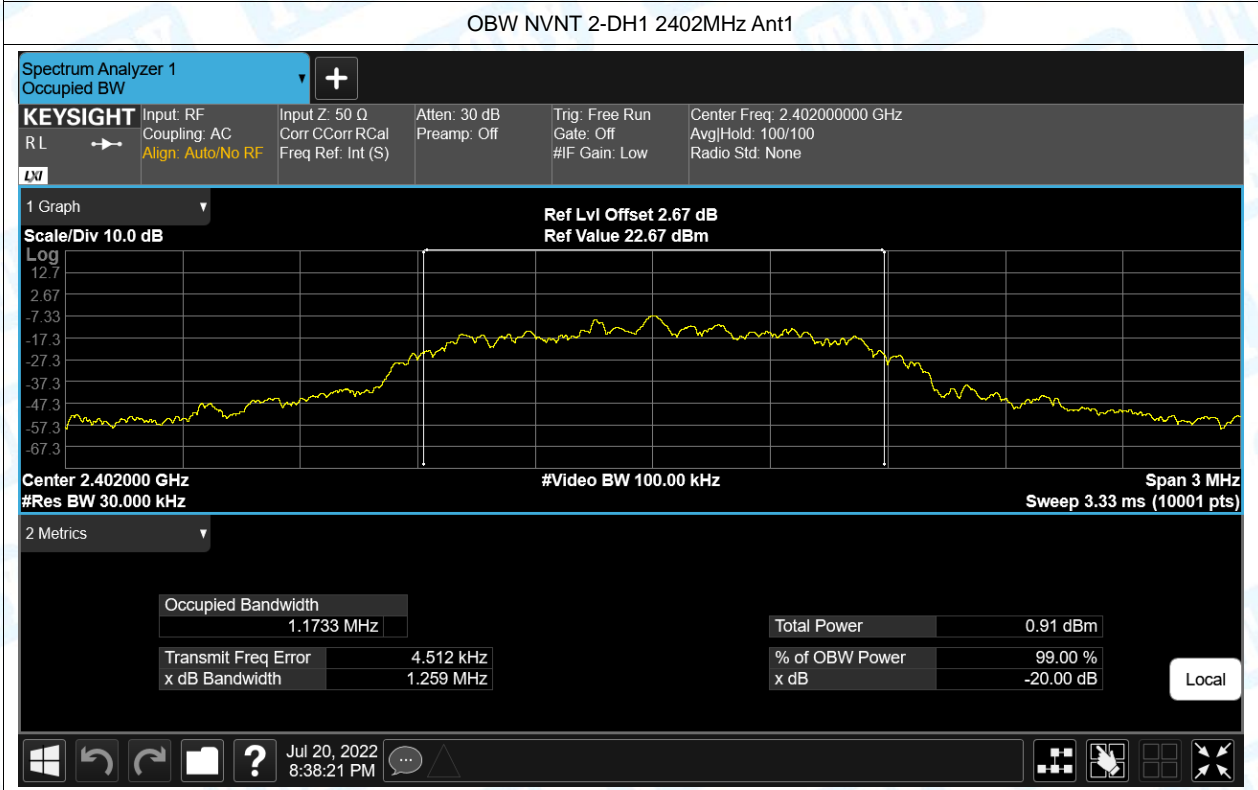 OBW NVNT 2-DH1 2402MHz Ant1
Spectrum Analyzer 1
Occupied BW
KEYSIGHT
RL
LXI
Input: RF
Coupling: AC
Align: Auto/No RF
Input Z: 50 Ω
Corr CCorr RCal
Freq Ref: Int (S)
Atten: 30 dB
Preamp: Off
Trig: Free Run
Gate: Off
#IF Gain: Low
Center Freq: 2.402000000 GHz
Avg|Hold: 100/100
Radio Std: None
1 Graph
Scale/Div 10.0 dB
Ref Lvl Offset 2.67 dB
Ref Value 22.67 dBm
Log
12.7
2.67
-7.33
-17.3
-27.3
-37.3
-47.3
-57.3
-67.3
Center 2.402000 GHz
#Res BW 30.000 kHz
#Video BW 100.00 kHz
Span 3 MHz
Sweep 3.33 ms (10001 pts)
2 Metrics
Occupied Bandwidth
1.1733 MHz
Transmit Freq Error 4.512 kHz
x dB Bandwidth 1.259 MHz
Total Power 0.91 dBm
% of OBW Power 99.00 %
x dB -20.00 dB
Local
?
Jul 20, 2022
8:38:21 PM